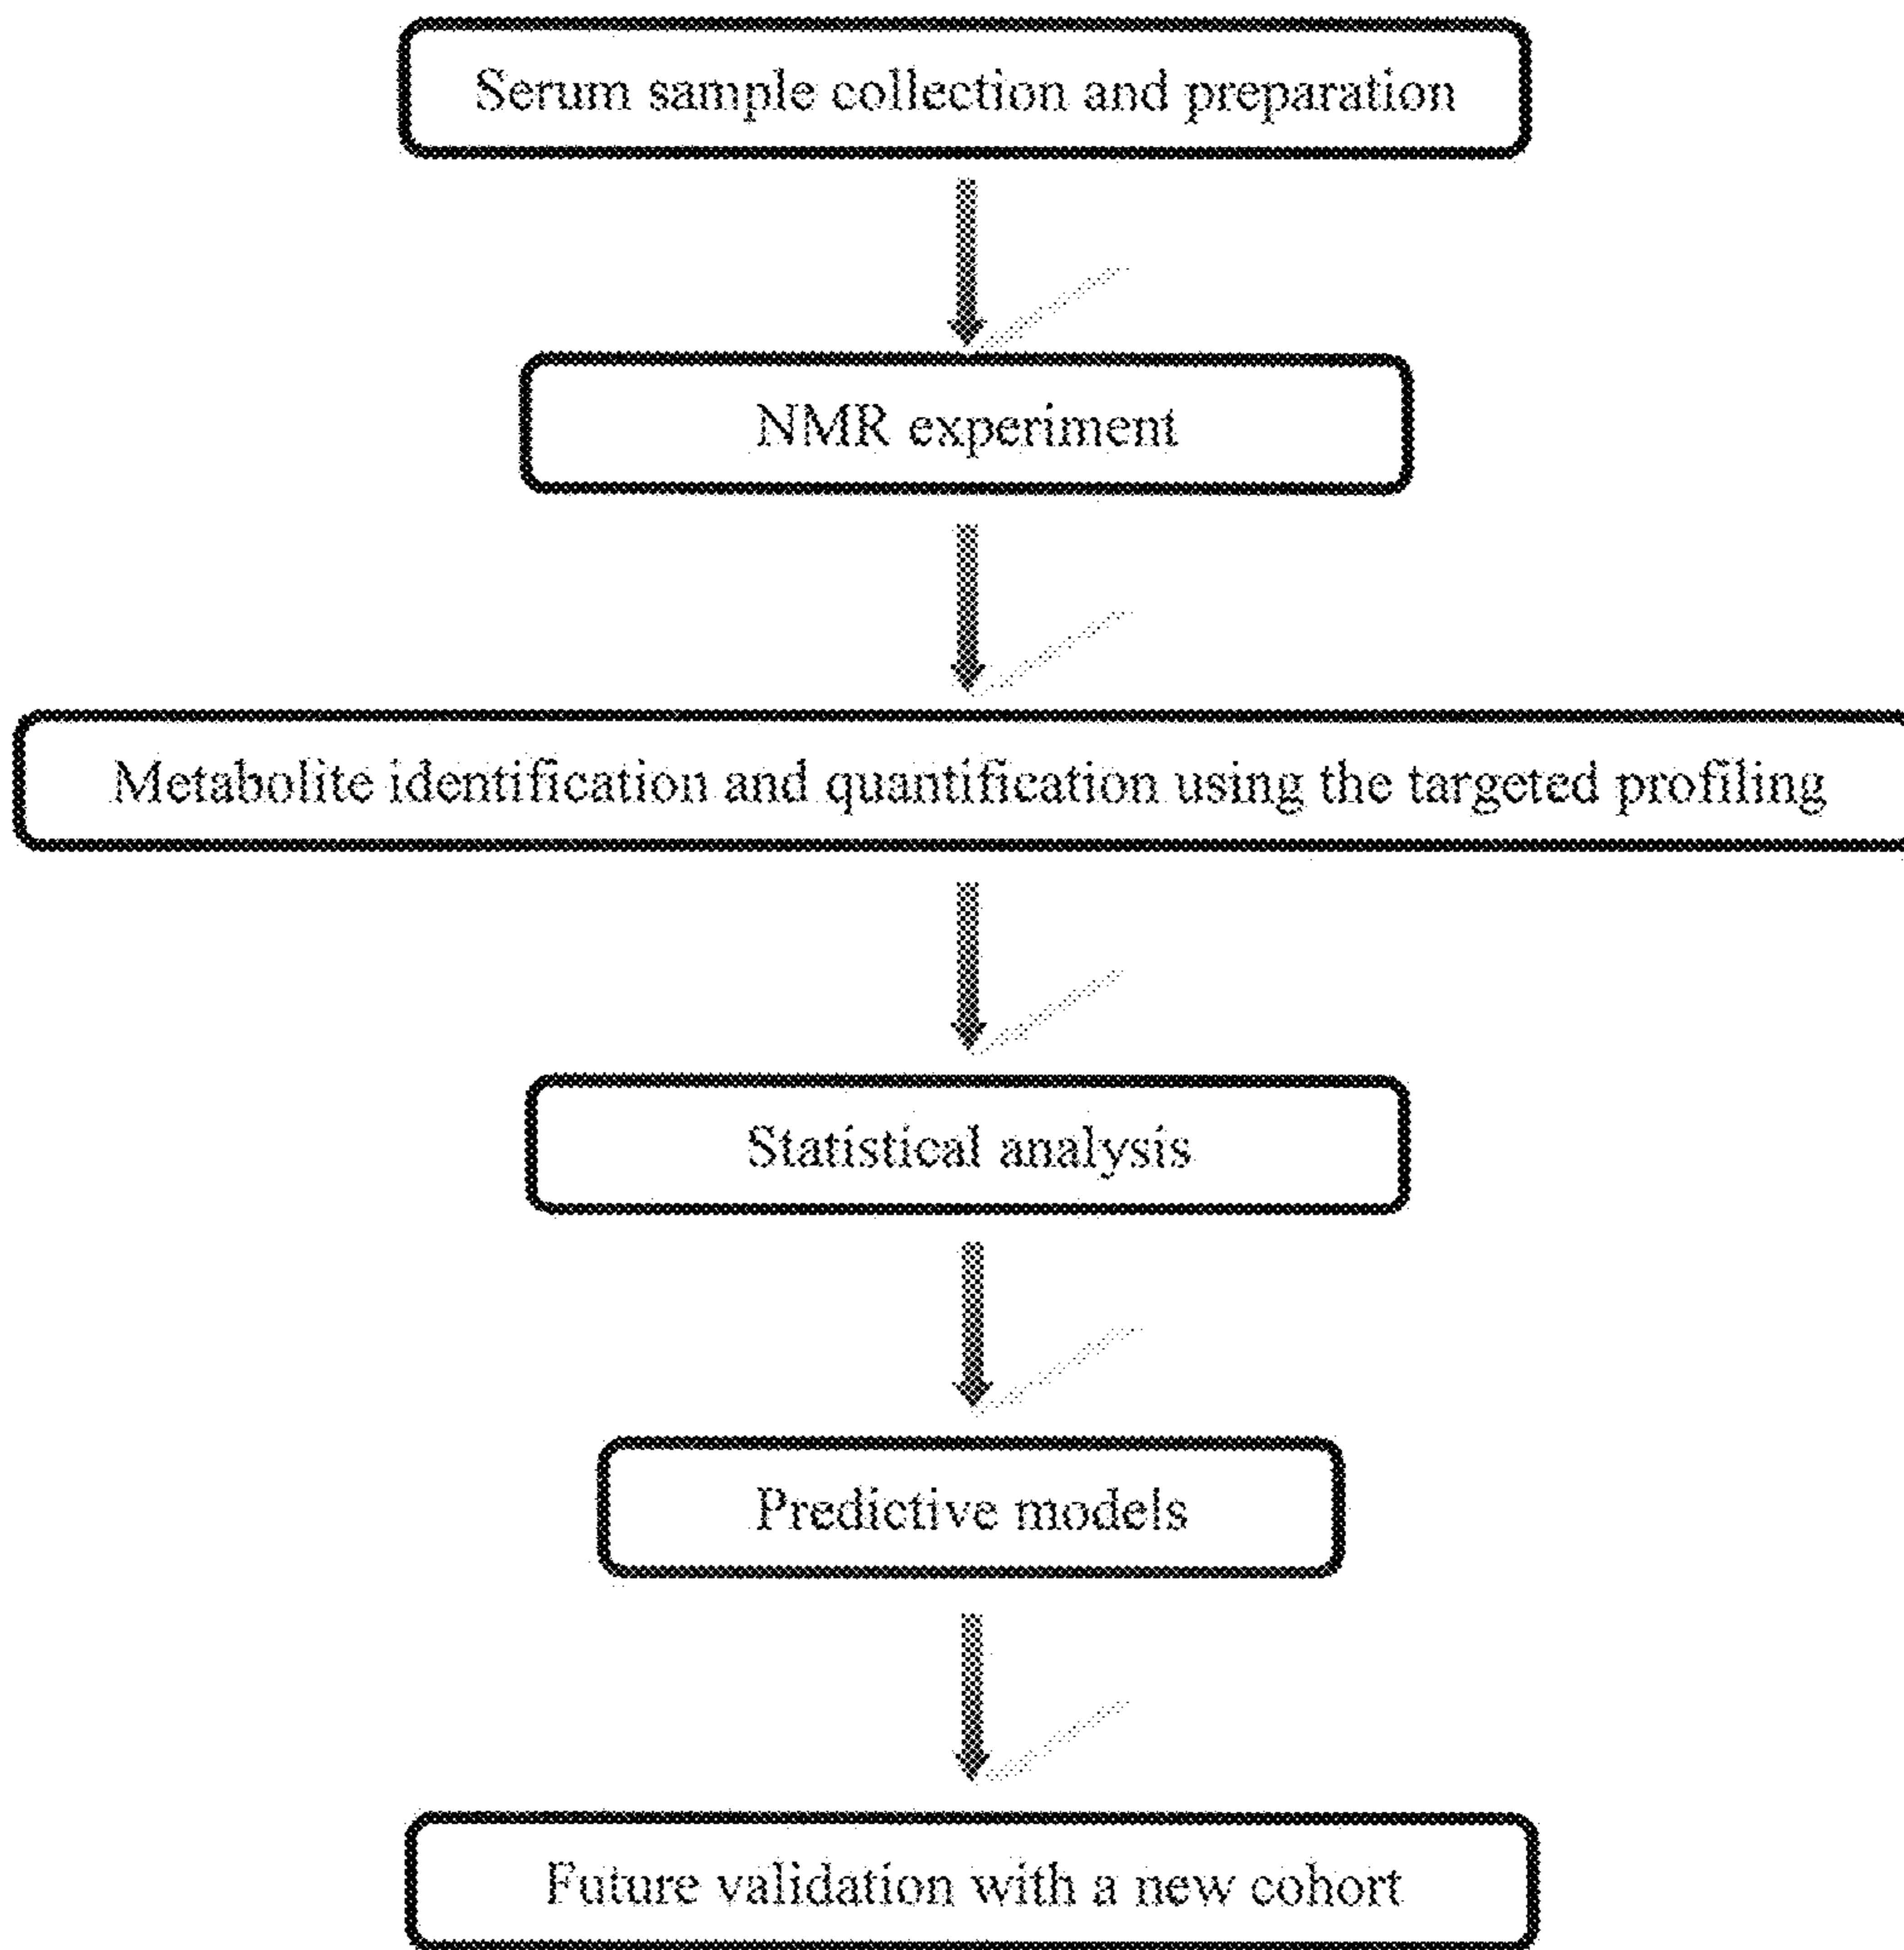 Serum sample collection and preparation
NMR experiment
Metabolite identification and quantification using the targeted profiling
Statistical analysis
Predictive models
Future validation with a new cohort